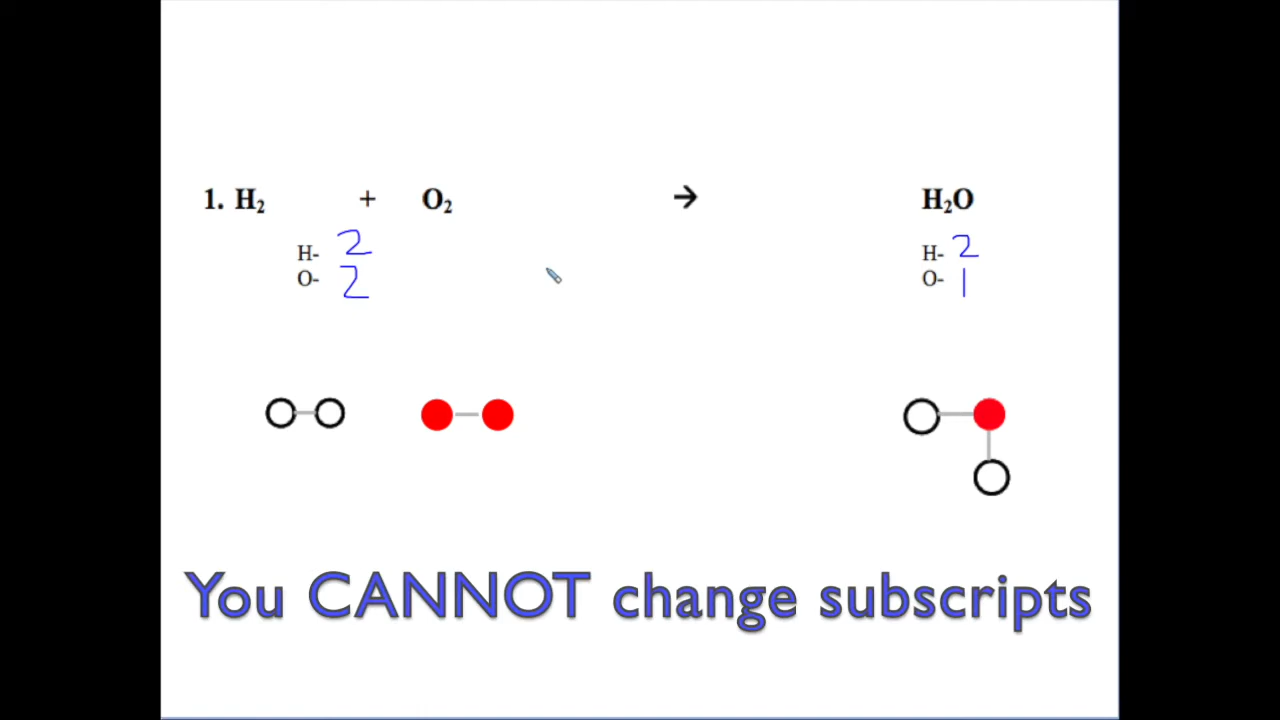 1. H₂ + O₂ → H₂O
H- 2 H- 2
O- 2 O- 1
You CANNOT change subscripts